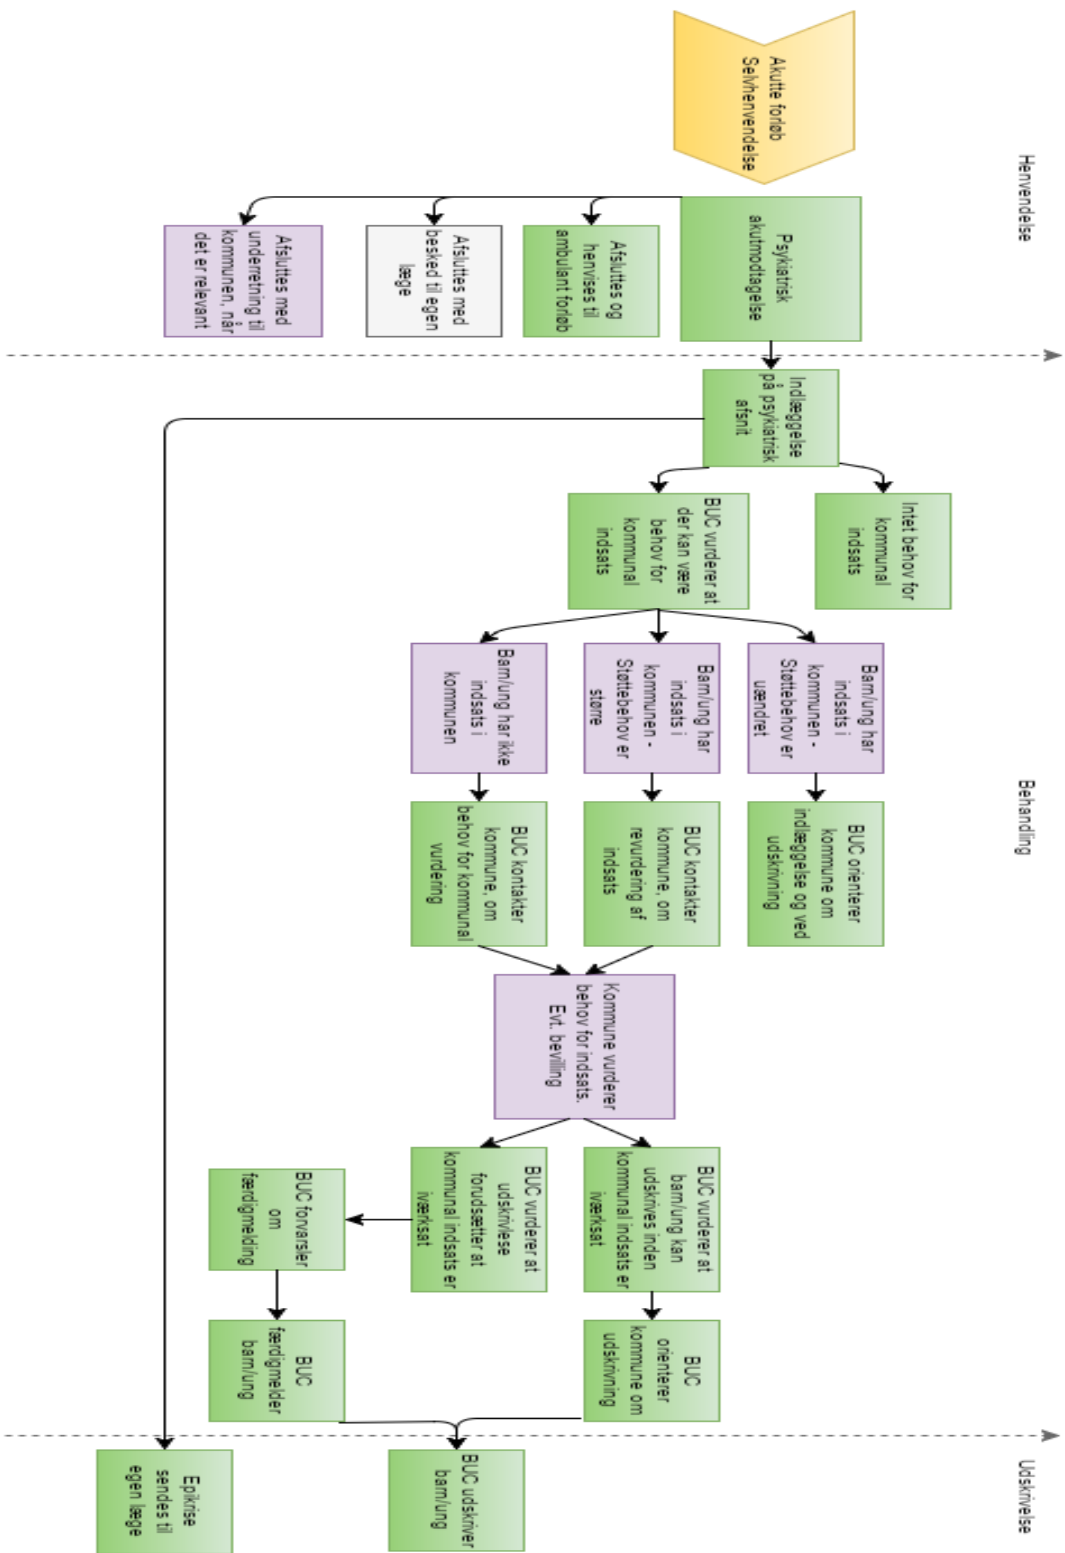 Henvendelse
Akutte forløb
Selvhenvendelse
Psykiatrisk
akutmodtagelse
Afsluttes og
henvises til
ambulant forløb
Afsluttes med
besked til egen
læge
Afsluttes med
underretning til
kommunen, når
det er relevant
Behandling
Indlæggelse
på psykiatrisk
afsnit
Intet behov for
kommunal
indsats
BUC vurderer at
der kan være
behov for
kommunal
indsats
Barn/ung har
indsats i
kommunen -
Støttebehov er
uændret
Barn/ung har
indsats i
kommunen -
Støttebehov er
større
Barn/ung har ikke
indsats i
kommunen
BUC orienterer
kommune om
indlæggelse og ved
udskrivning
BUC kontakter
kommune, om
revurdering af
indsats
BUC kontakter
kommune, om
behov for kommunal
vurdering
Kommune vurderer
behov for indsats.
Evt. bevilling
BUC vurderer at
barn/ung kan
udskrives inden
kommunal indsats er
iværksat
BUC vurderer at
udskrivlese
forudsætter at
kommunal indsats er
iværksat
BUC forvarsler
om
færdigmelding
BUC
orienterer
kommune om
udskrivning
BUC
færdigmelder
barn/ung
Udskrivelse
BUC udskriver
barn/ung
Epikrise
sendes til
egen læge